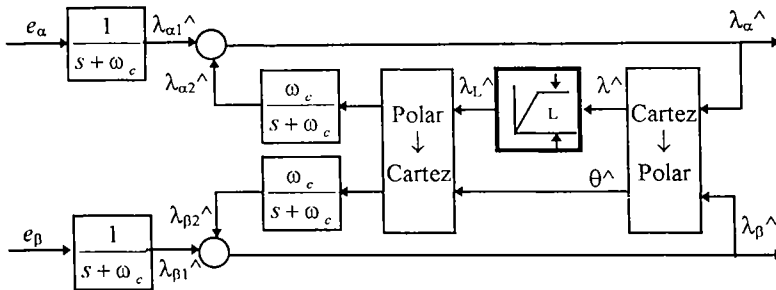 e_α
1
s + ω_c
λ_α1^
λ_α^
λ_α2^
ω_c
s + ω_c
Polar
↓
Cartez
λ_L^
L
λ^
Cartez
↓
Polar
θ^
ω_c
s + ω_c
λ_β2^
λ_β^
e_β
1
s + ω_c
λ_β1^